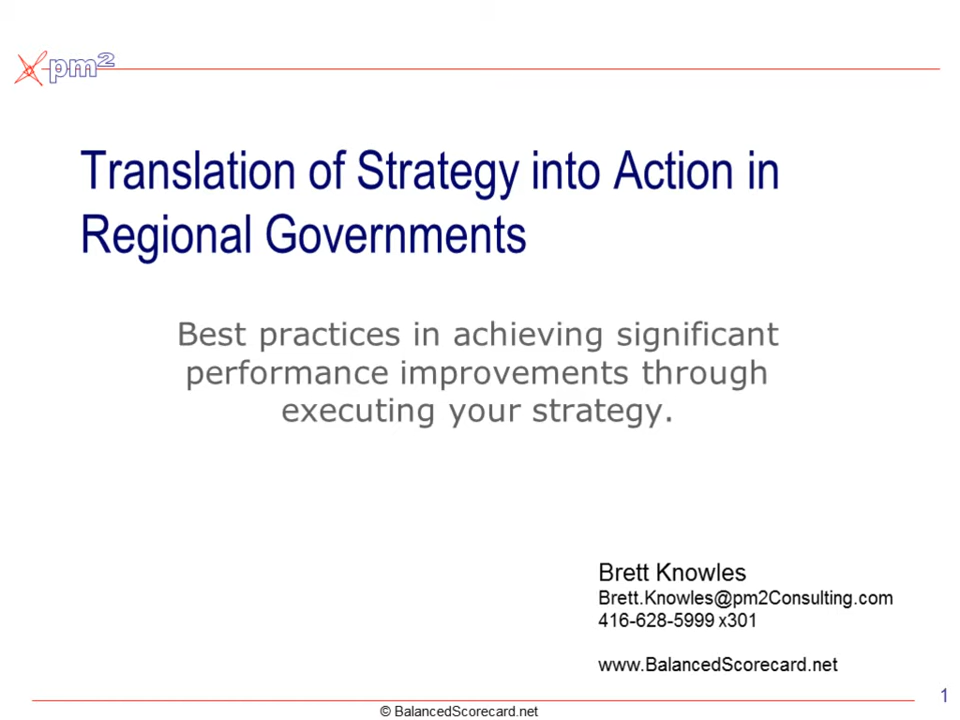 pm2
Translation of Strategy into Action in
Regional Governments
Best practices in achieving significant
performance improvements through
executing your strategy.
Brett Knowles
Brett.Knowles@pm2Consulting.com
416-628-5999 x301
www.BalancedScorecard.net
1
© BalancedScorecard.net